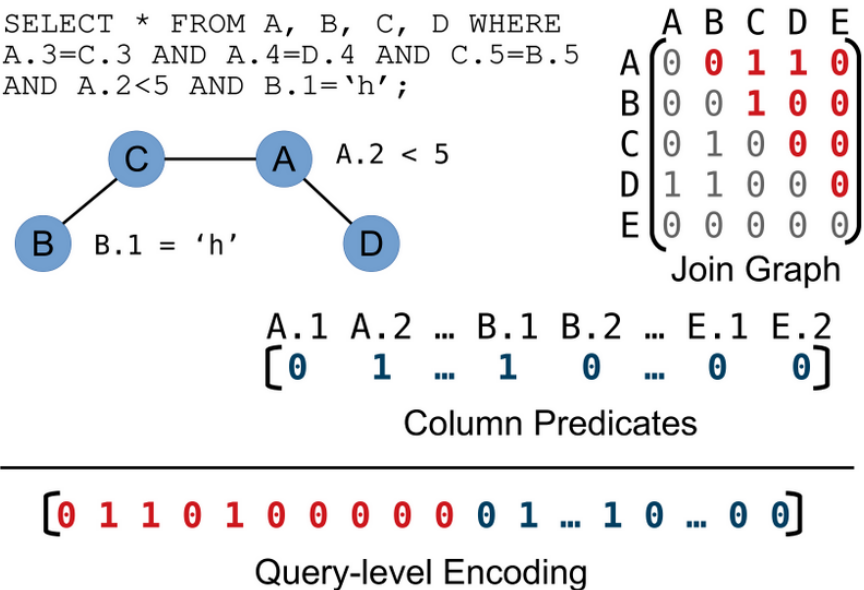 SELECT * FROM A, B, C, D WHERE
A.3=C.3 AND A.4=D.4 AND C.5=B.5
AND A.2<5 AND B.1=‘h’;
A B C D E
A 0 0 1 1 0
B 0 0 1 0 0
C 0 1 0 0 0
D 1 1 0 0 0
E 0 0 0 0 0
Join Graph
C
A
A.2 < 5
B
B.1 = ‘h’
D
A.1 A.2 … B.1 B.2 … E.1 E.2
[0 1 … 1 0 … 0 0]
Column Predicates
[0 1 1 0 1 0 0 0 0 0 0 1 … 1 0 … 0 0]
Query-level Encoding